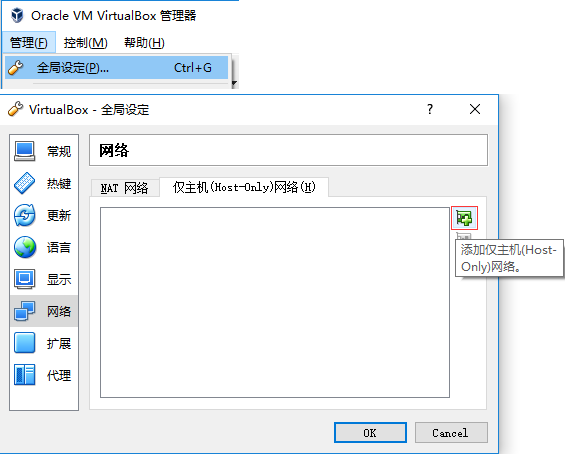 Oracle VM VirtualBox 管理器
管理(F) 控制(M) 帮助(H)
全局设定(P)... Ctrl+G
VirtualBox - 全局设定 ?
常规
热键
更新
语言
显示
网络
扩展
代理
网络
NAT 网络 仅主机(Host-Only)网络(H)
添加仅主机(Host-
Only)网络。
OK Cancel